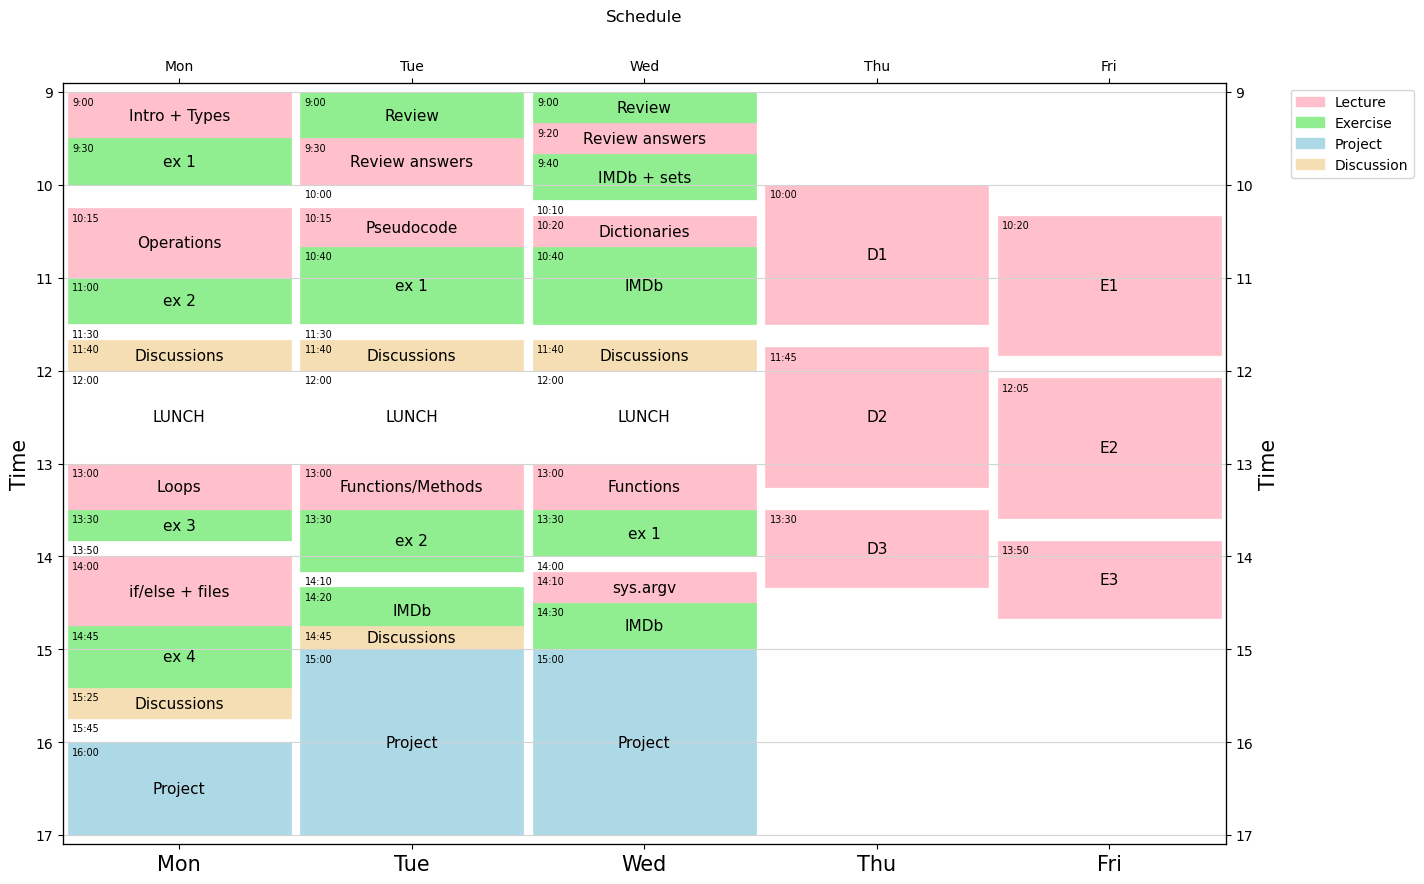 Schedule
Mon Tue Wed Thu Fri
Lecture
Exercise
Project
Discussion
Time
9
10
11
12
13
14
15
16
17
9:00
Intro + Types
9:30
ex 1
10:15
Operations
11:00
ex 2
11:30
11:40
Discussions
12:00
LUNCH
13:00
Loops
13:30
ex 3
13:50
14:00
if/else + files
14:45
ex 4
15:25
Discussions
15:45
16:00
Project
9:00
Review
9:30
Review answers
10:00
10:15
Pseudocode
10:40
ex 1
11:30
11:40
Discussions
12:00
LUNCH
13:00
Functions/Methods
13:30
ex 2
14:10
14:20
IMDb
14:45
Discussions
15:00
Project
9:00
Review
9:20
Review answers
9:40
IMDb + sets
10:10
10:20
Dictionaries
10:40
IMDb
11:40
Discussions
12:00
LUNCH
13:00
Functions
13:30
ex 1
14:00
14:10
sys.argv
14:30
IMDb
15:00
Project
10:00
D1
11:45
D2
13:30
D3
10:20
E1
12:05
E2
13:50
E3
9
10
11
12
13
14
15
16
17
Time
Mon Tue Wed Thu Fri